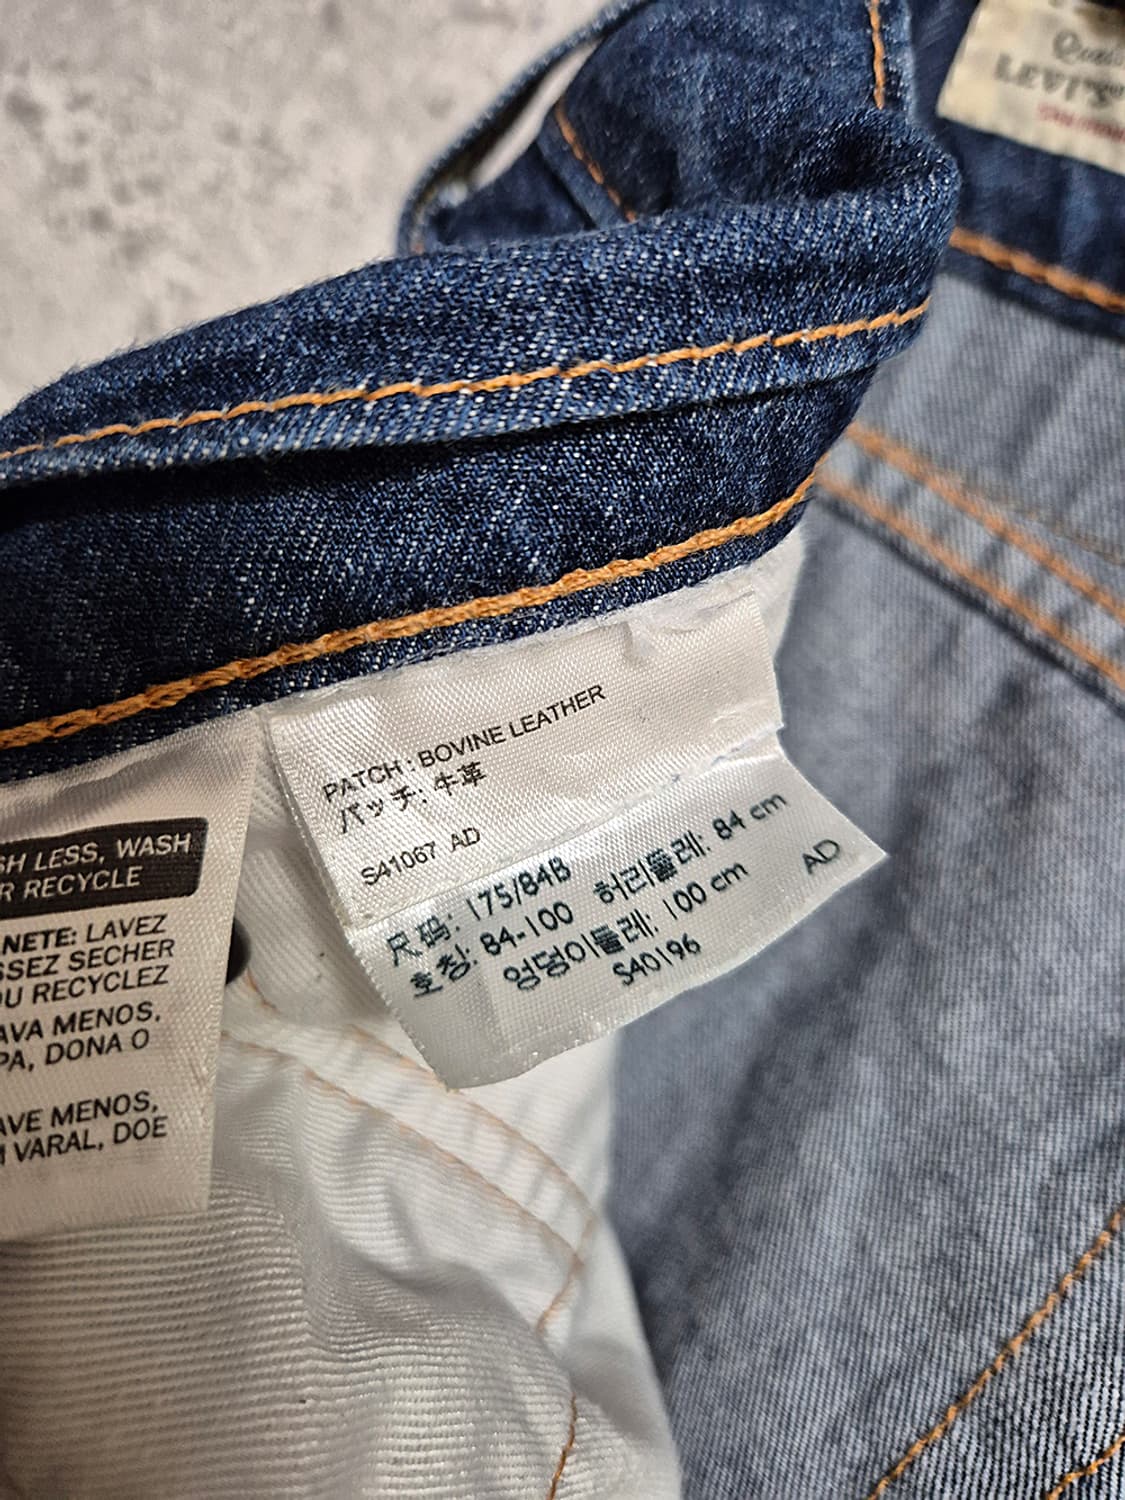 LEVI'S
SH LESS, WASH
R RECYCLE
NETE: LAVEZ
SSEZ SECHER
OU RECYCLEZ
AVA MENOS,
PA, DONA O
AVE MENOS,
M VARAL, DOE
PATCH : BOVINE LEATHER
パッチ : 牛革
S41067 AD
尺码: 175/84B
호칭: 84-100 허리둘레: 84 cm
엉덩이둘레: 100 cm
S40196 AD